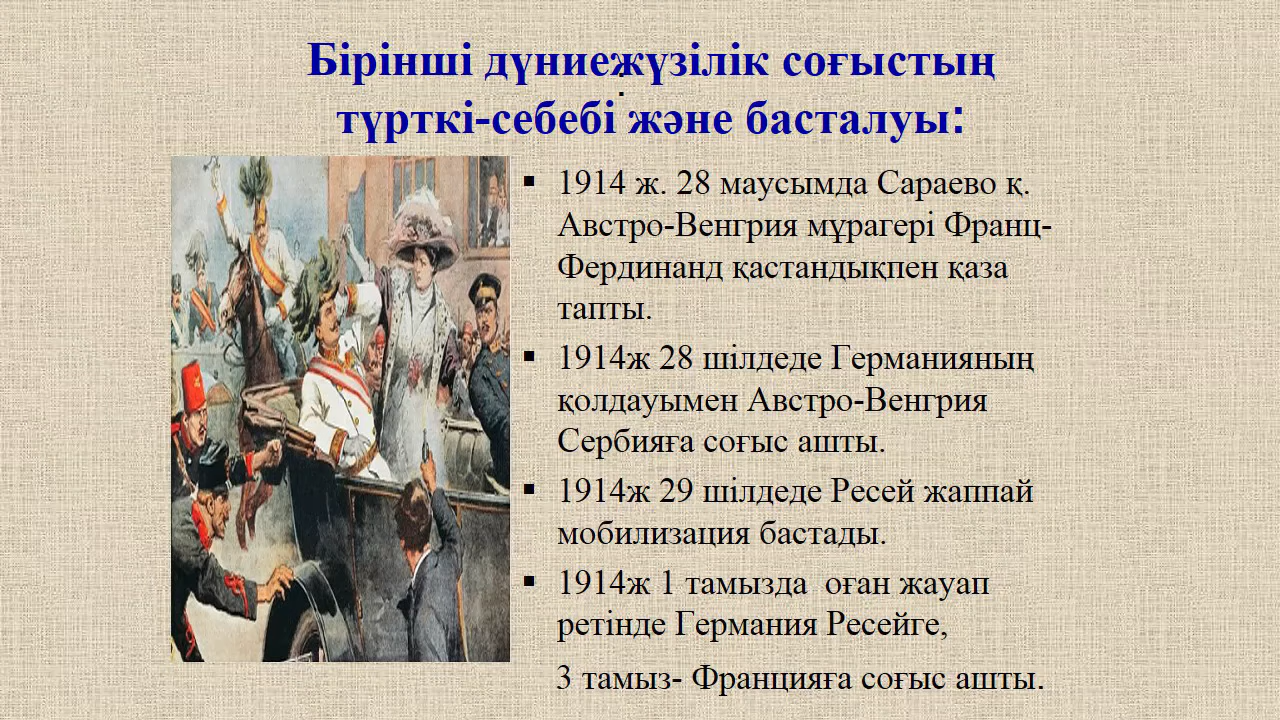 Бірінші дүниежүзілік соғыстың
:
түрткі-себебі және басталуы:
▪ 1914 ж. 28 маусымда Сараево қ.
Австро-Венгрия мұрагері Франц-
Фердинанд қастандықпен қаза
тапты.
▪ 1914ж 28 шілдеде Германияның
қолдауымен Австро-Венгрия
Сербияға соғыс ашты.
▪ 1914ж 29 шілдеде Ресей жаппай
мобилизация бастады.
▪ 1914ж 1 тамызда  оған жауап
ретінде Германия Ресейге,
3 тамыз- Францияға соғыс ашты.